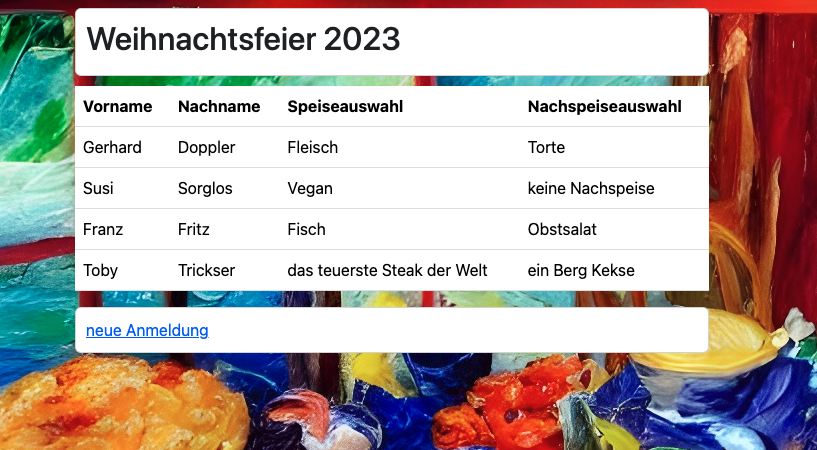 Weihnachtsfeier 2023
Vorname Nachname Speiseauswahl Nachspeiseauswahl
Gerhard Doppler Fleisch Torte
Susi Sorglos Vegan keine Nachspeise
Franz Fritz Fisch Obstsalat
Toby Trickser das teuerste Steak der Welt ein Berg Kekse
neue Anmeldung